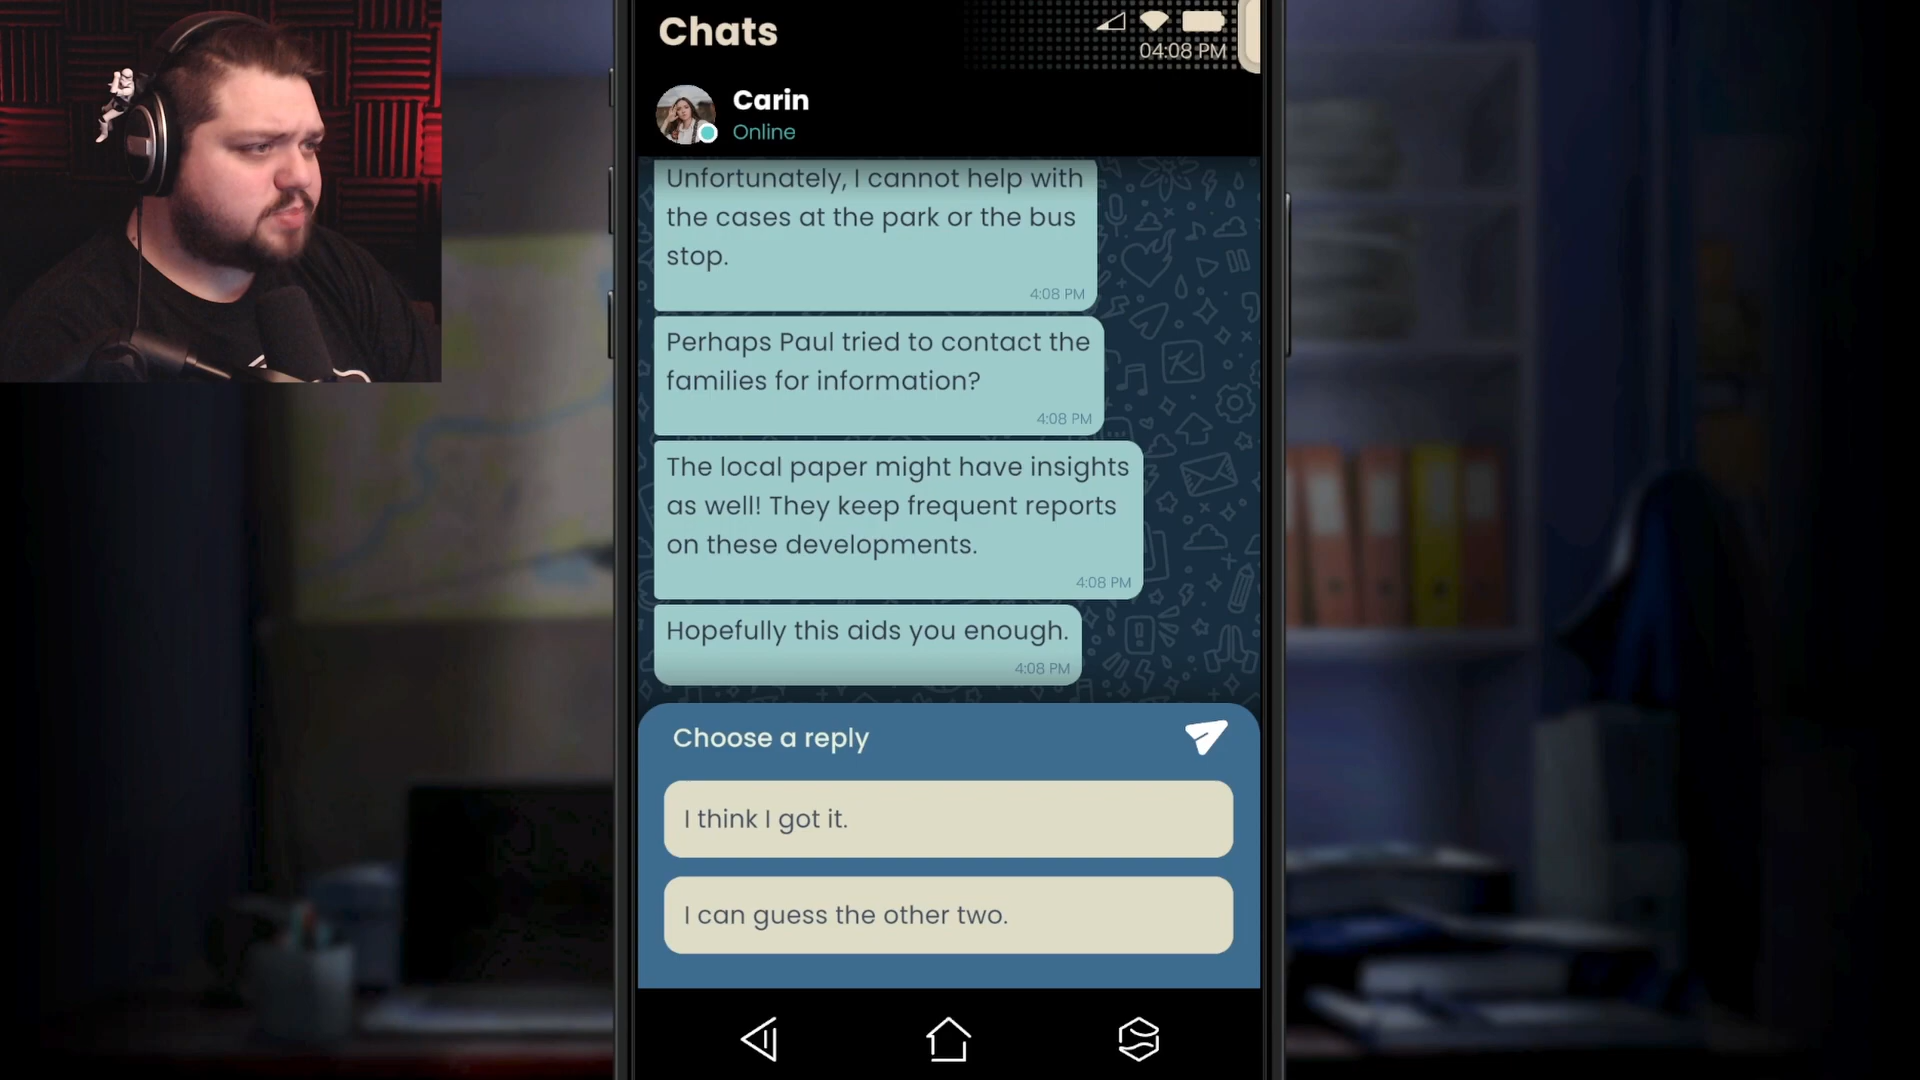 Chats
04:08 PM
Carin
Online
Unfortunately, I cannot help with
the cases at the park or the bus
stop.
4:08 PM
Perhaps Paul tried to contact the
families for information?
4:08 PM
The local paper might have insights
as well! They keep frequent reports
on these developments.
4:08 PM
Hopefully this aids you enough.
4:08 PM
Choose a reply
I think I got it.
I can guess the other two.